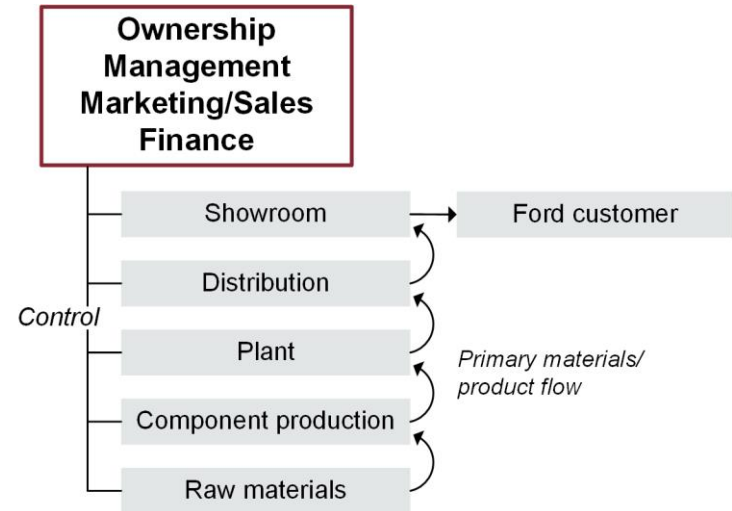 Ownership
Management
Marketing/Sales
Finance
Showroom
Ford customer
Distribution
Control
Plant
Primary materials/
product flow
Component production
Raw materials